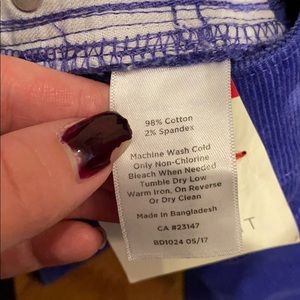 98% Cotton
2% Spandex
Machine Wash Cold
Only Non-Chlorine
Bleach When Needed
Tumble Dry Low
Warm Iron, On Reverse
Or Dry Clean
Made in Bangladesh
CA #23147
BD1024 05/17
T